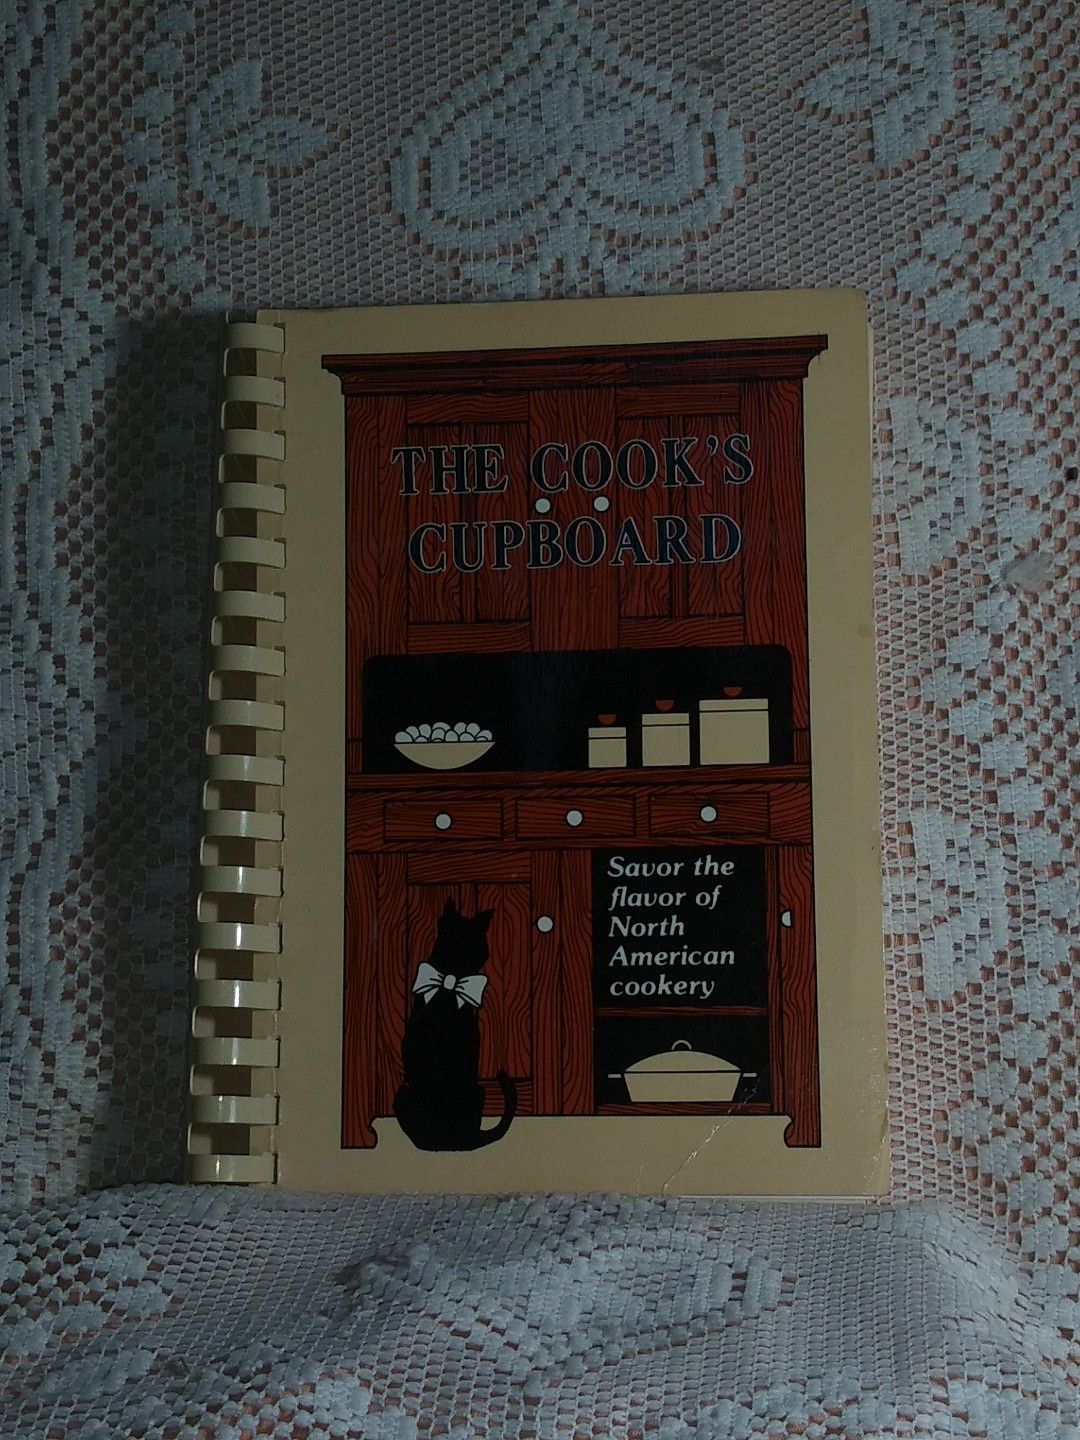 THE COOK'S
CUPBOARD
Savor the
flavor of
North
American
cookery